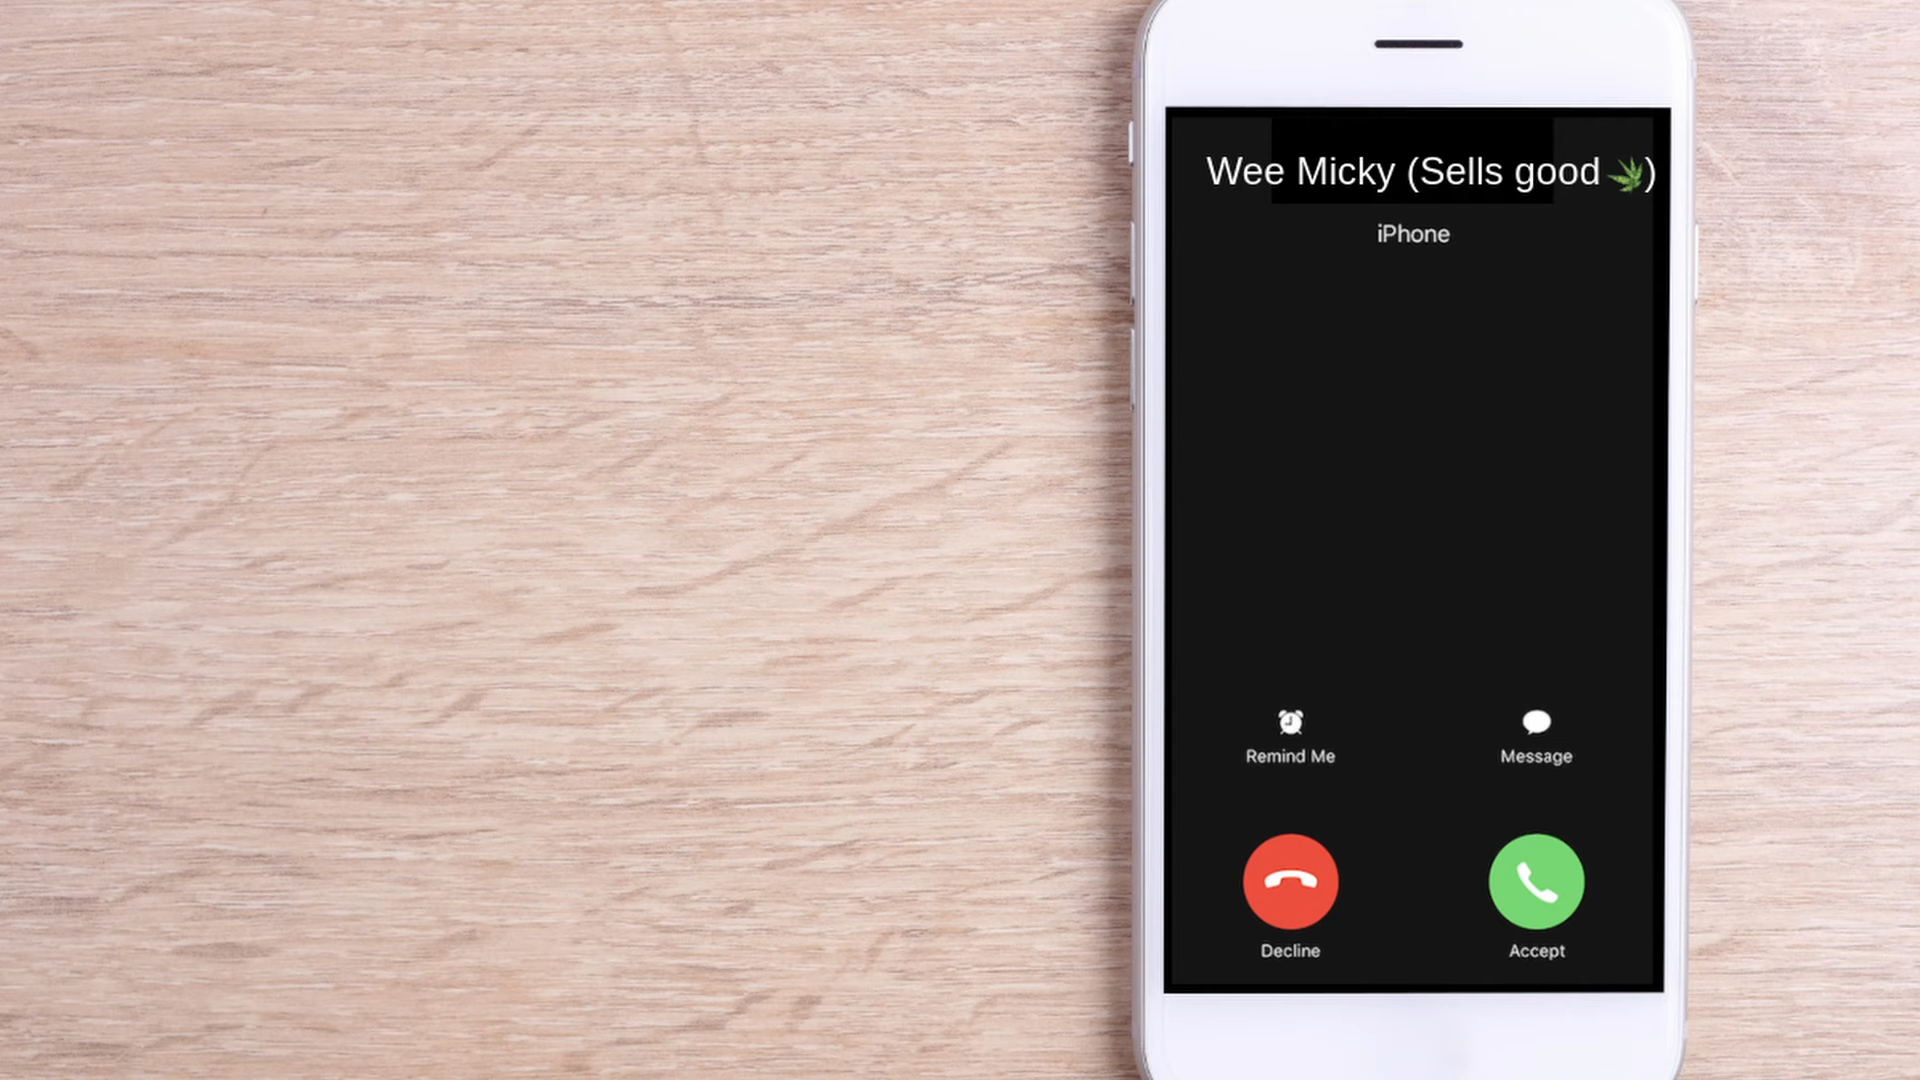 Wee Micky (Sells good 🌿)
iPhone
Remind Me
Message
Decline
Accept